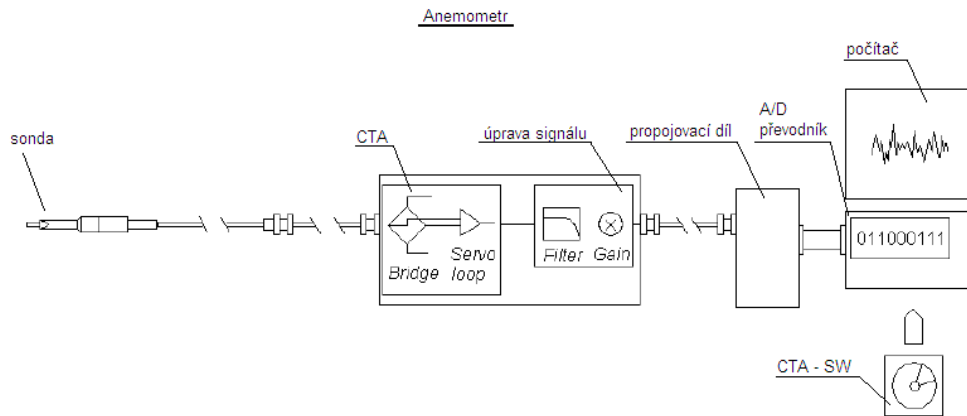 Anemometr
počítač
A/D
převodník
sonda
CTA
úprava signálu
propojovací díl
011000111
Bridge
Servo
loop
Filter
Gain
CTA - SW